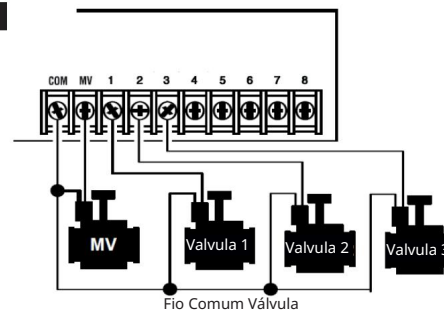 COM MV 1 2 3 4 5 6 7 8
MV
Valvula 1
Valvula 2
Valvula 3
Fio Comum Válvula